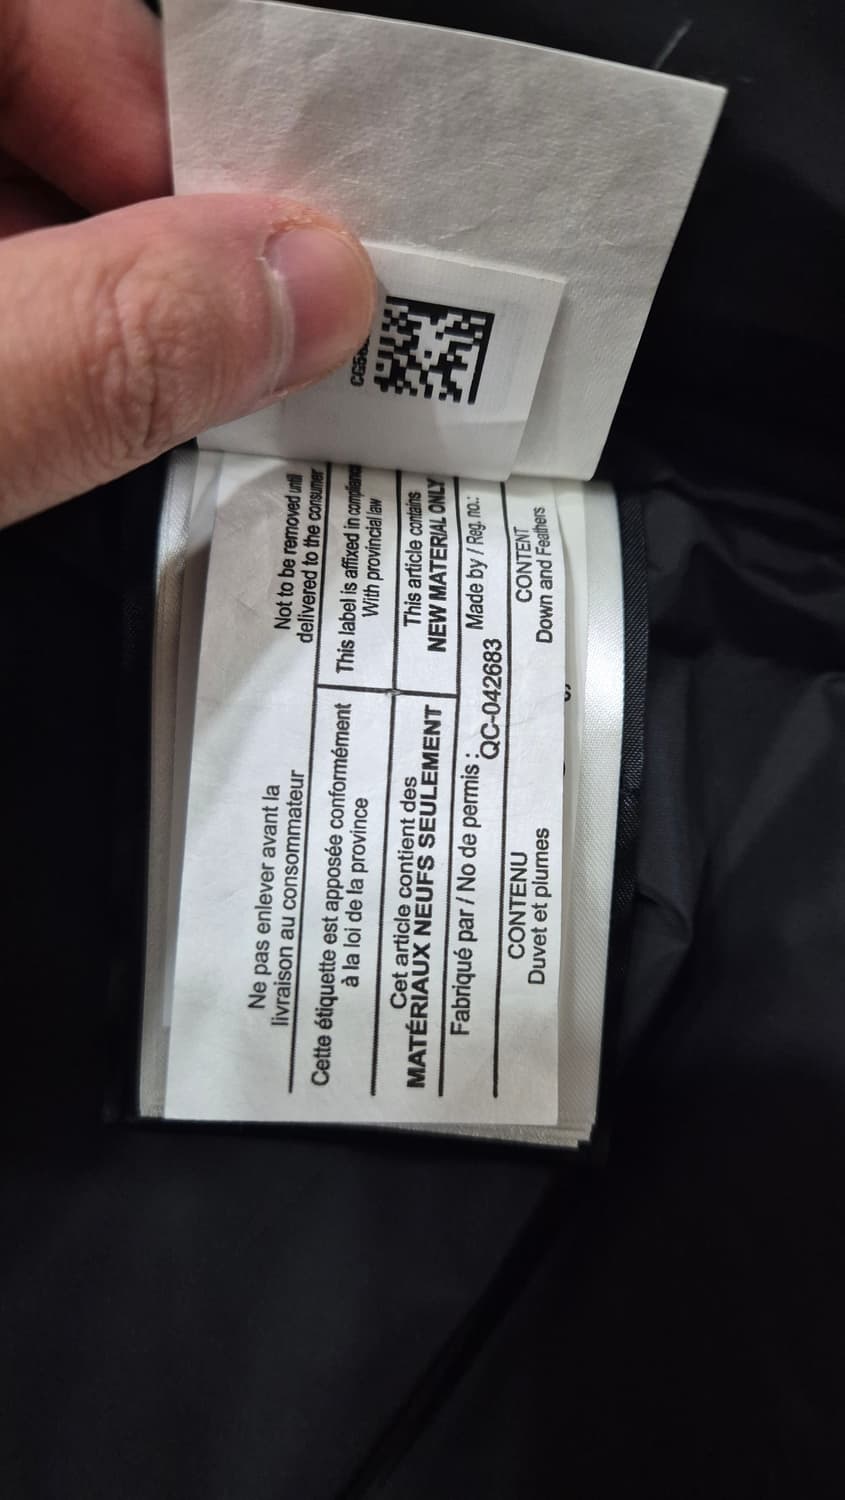 Ne pas enlever avant la
livraison au consommateur
Not to be removed until
delivered to the consumer
Cette étiquette est apposée conformément
à la loi de la province
This label is affixed in compliance
With provincial law
Cet article contient des
MATÉRIAUX NEUFS SEULEMENT
This article contains
NEW MATERIAL ONLY
Fabriqué par / No de permis : Made by / Reg. no.:
QC-042683
CONTENU
Duvet et plumes
CONTENT
Down and Feathers